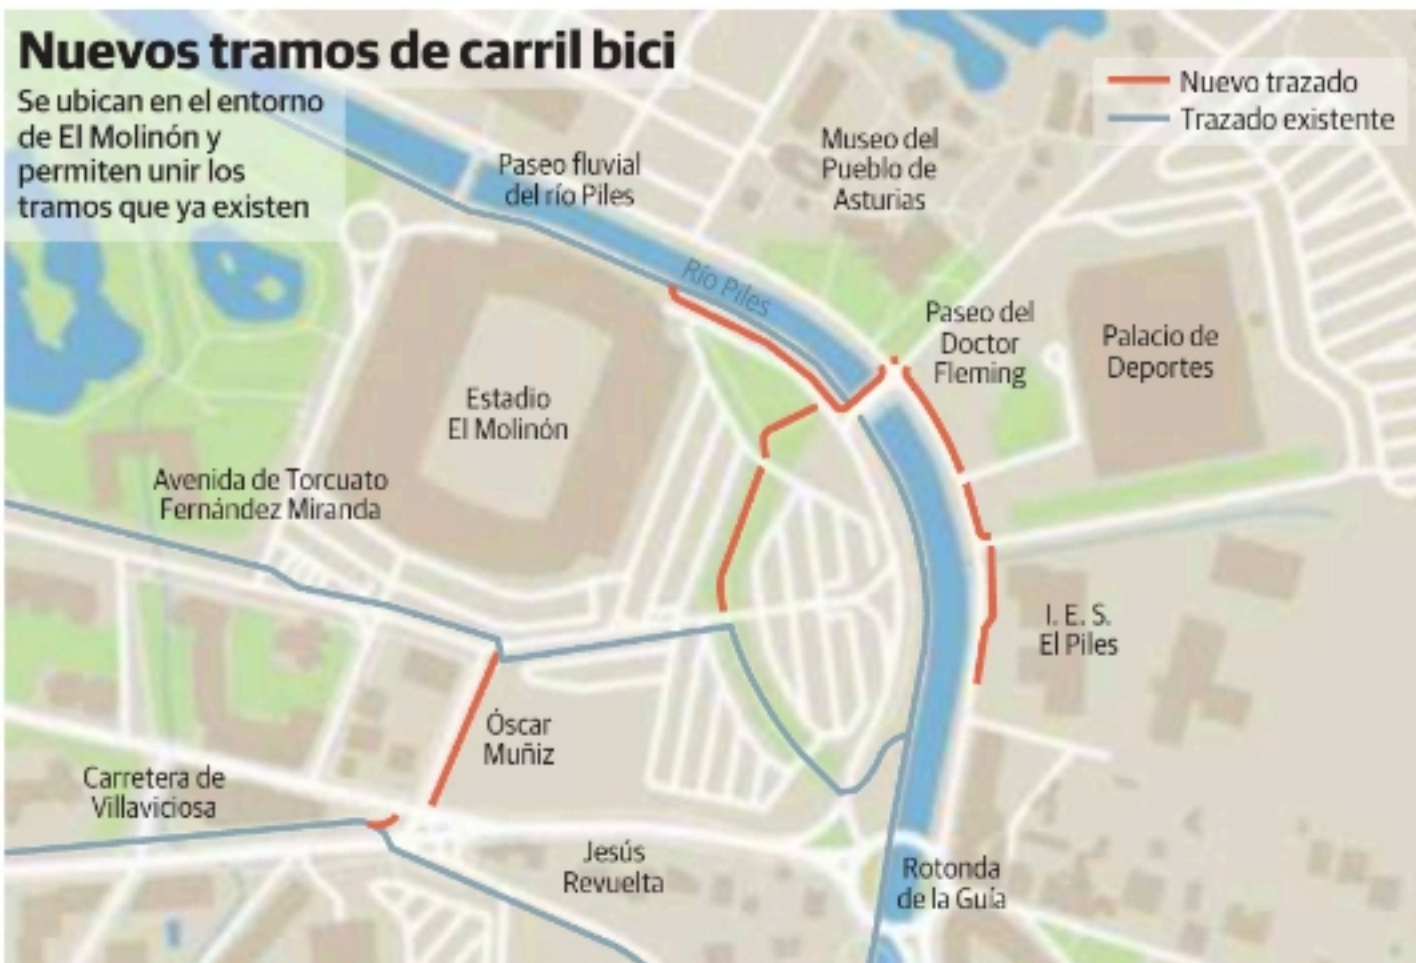 Nuevos tramos de carril bici
Se ubican en el entorno
de El Molinón y
permiten unir los
tramos que ya existen
Nuevo trazado
Trazado existente
Paseo fluvial
del río Piles
Museo del
Pueblo de
Asturias
Río Piles
Paseo del
Doctor
Fleming
Palacio de
Deportes
Estadio
El Molinón
Avenida de Torcuato
Fernández Miranda
I. E. S.
El Piles
Óscar
Muñiz
Carretera de
Villaviciosa
Jesús
Revuelta
Rotonda
de la Guía